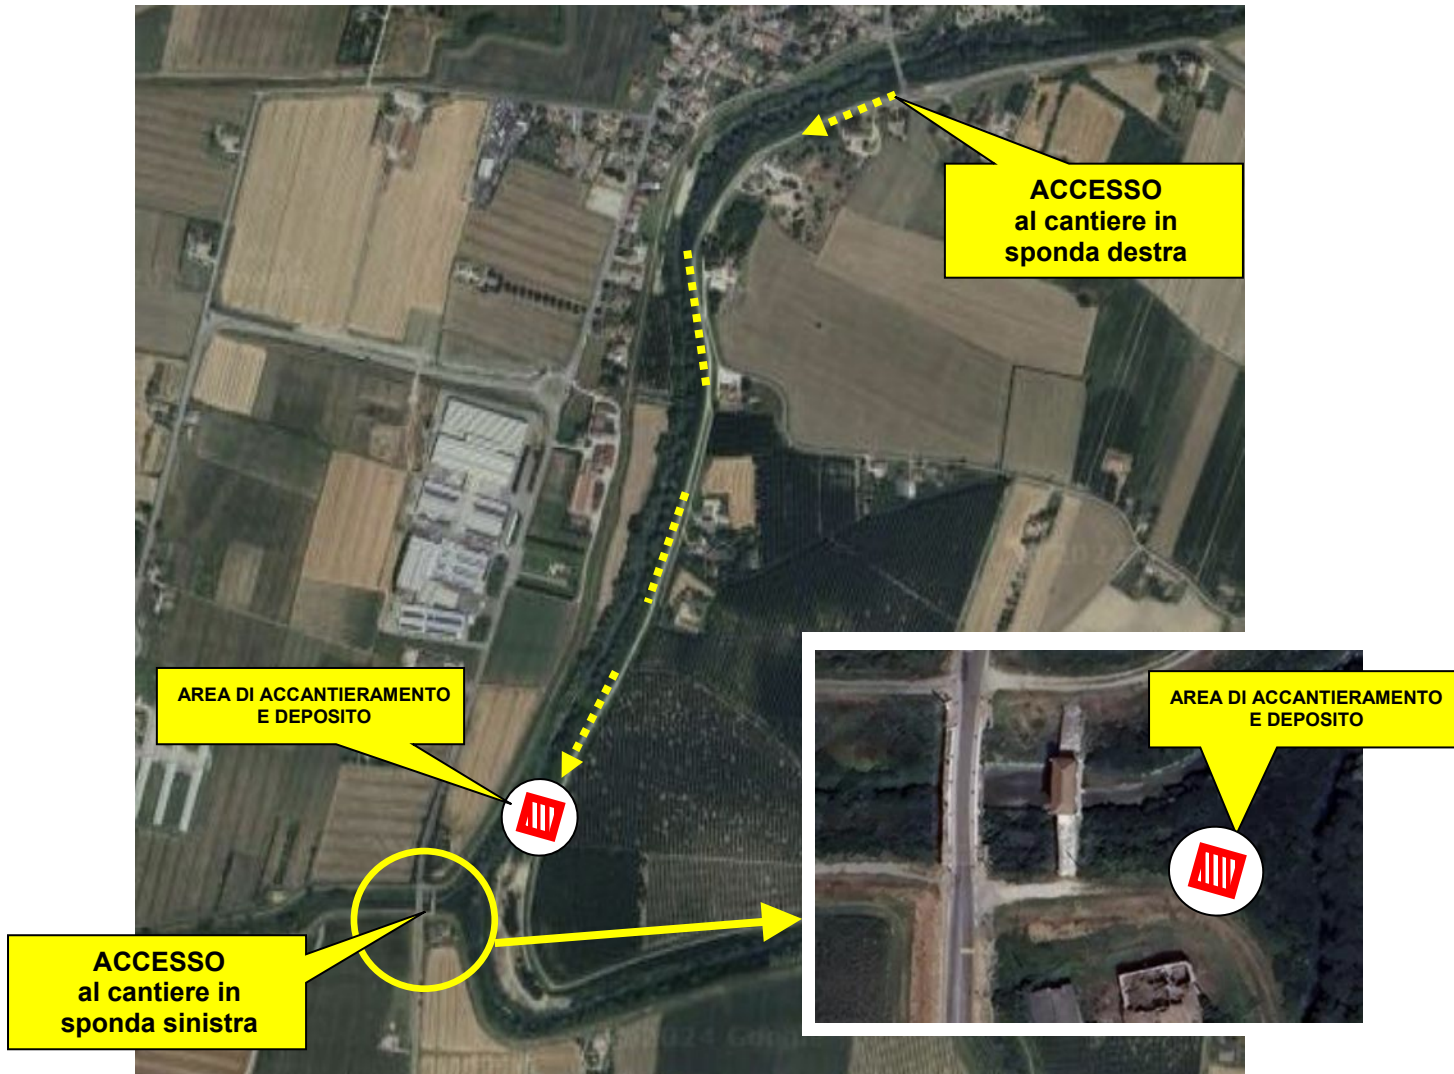 ACCESSO
al cantiere in
sponda destra
AREA DI ACCANTIERAMENTO
E DEPOSITO
AREA DI ACCANTIERAMENTO
E DEPOSITO
ACCESSO
al cantiere in
sponda sinistra